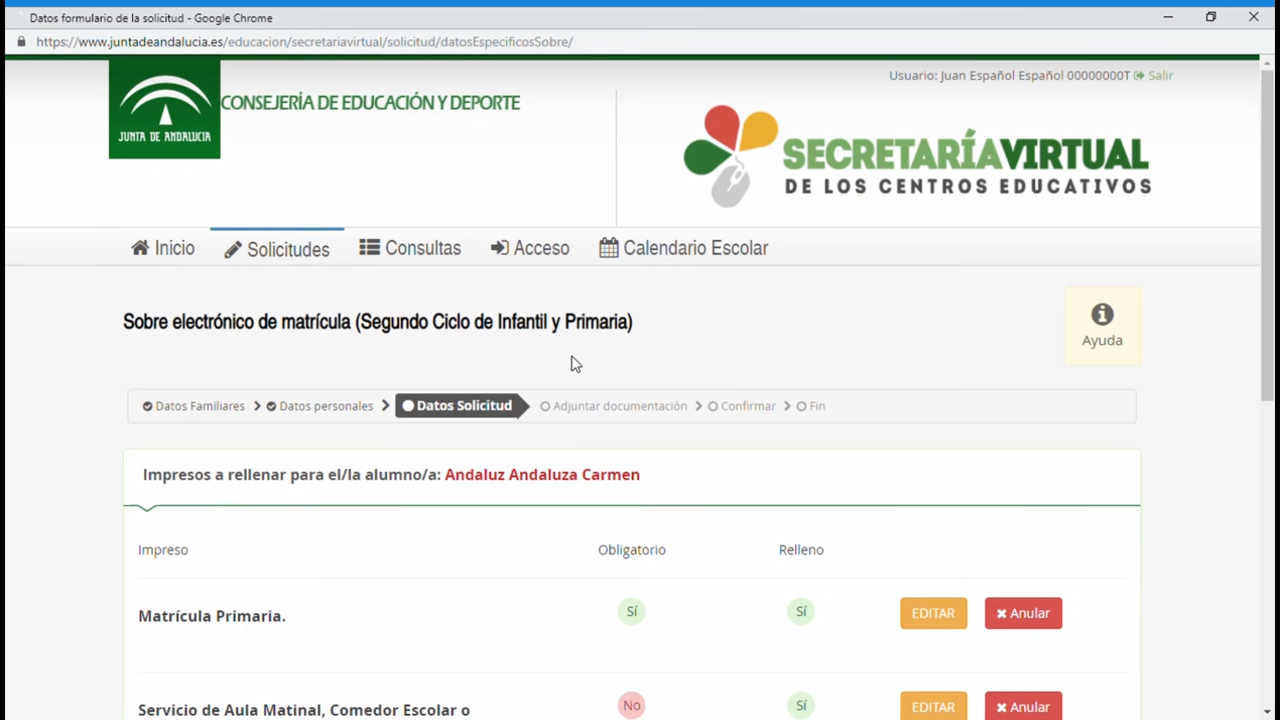 Datos formulario de la solicitud - Google Chrome
https://www.juntadeandalucia.es/educacion/secretariavirtual/solicitud/datosEspecificosSobre/
Usuario: Juan Español Español 00000000T Salir
JUNTA DE ANDALUCIA
CONSEJERÍA DE EDUCACIÓN Y DEPORTE
SECRETARÍAVIRTUAL
DE LOS CENTROS EDUCATIVOS
Inicio Solicitudes Consultas Acceso Calendario Escolar
Sobre electrónico de matrícula (Segundo Ciclo de Infantil y Primaria)
Ayuda
Datos Familiares Datos personales Datos Solicitud Adjuntar documentación Confirmar Fin
Impresos a rellenar para el/la alumno/a: Andaluz Andaluza Carmen
Impreso Obligatorio Relleno
Matrícula Primaria. Sí Sí EDITAR Anular
Servicio de Aula Matinal, Comedor Escolar o No Sí EDITAR Anular